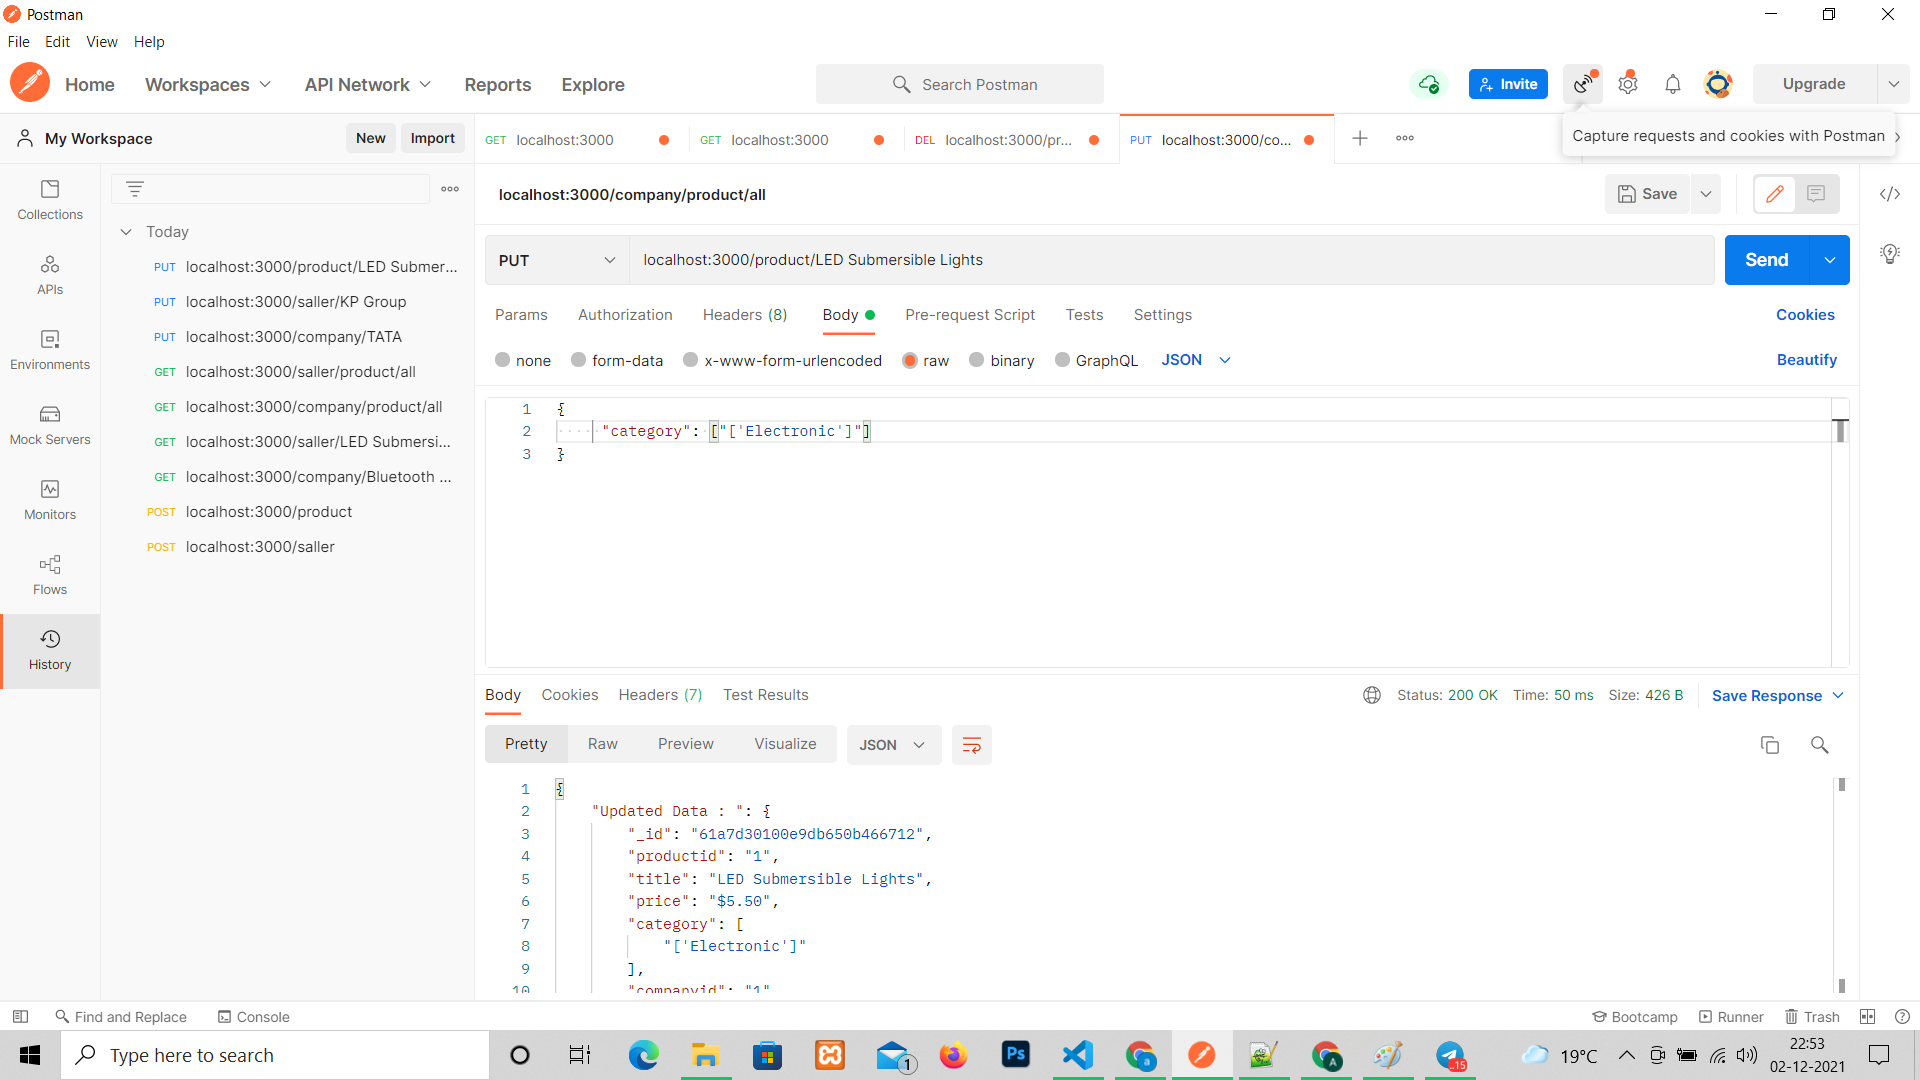 Postman
File Edit View Help
Home Workspaces API Network Reports Explore
Search Postman
Invite
Upgrade
My Workspace
New
Import
GET localhost:3000
GET localhost:3000
DEL localhost:3000/pr...
PUT localhost:3000/co...
Capture requests and cookies with Postman
Collections
APIs
Environments
Mock Servers
Monitors
Flows
History
Today
PUT localhost:3000/product/LED Submer...
PUT localhost:3000/saller/KP Group
PUT localhost:3000/company/TATA
GET localhost:3000/saller/product/all
GET localhost:3000/company/product/all
GET localhost:3000/saller/LED Submersi...
GET localhost:3000/company/Bluetooth ...
POST localhost:3000/product
POST localhost:3000/saller
localhost:3000/company/product/all
Save
PUT localhost:3000/product/LED Submersible Lights
Send
Params Authorization Headers (8) Body Pre-request Script Tests Settings
Cookies
none form-data x-www-form-urlencoded raw binary GraphQL JSON
Beautify
1 {
2 "category": ["['Electronic']"]
3 }
Body Cookies Headers (7) Test Results
Status: 200 OK Time: 50 ms Size: 426 B Save Response
Pretty Raw Preview Visualize JSON
1 {
2 "Updated Data : ": {
3 "_id": "61a7d30100e9db650b466712",
4 "productid": "1",
5 "title": "LED Submersible Lights",
6 "price": "$5.50",
7 "category": [
8 "['Electronic']"
9 ],
10 "companyid": "1"
Find and Replace Console
Bootcamp Runner Trash
Type here to search
Ps
1
a
A
15
19°C
22:53
02-12-2021